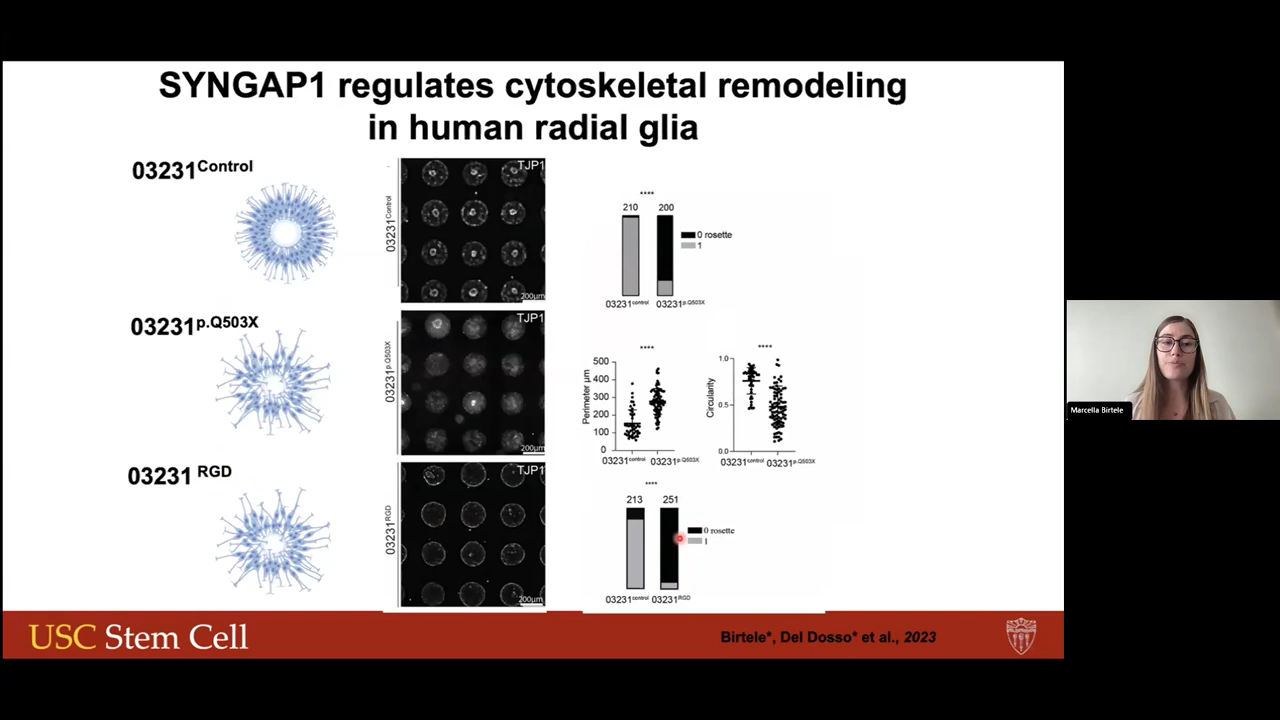 SYNGAP1 regulates cytoskeletal remodeling
in human radial glia
03231Control
03231Control
TJP1
200µm
****
210 200
0 rosette
1
03231control 03231p.Q503X
03231p.Q503X
03231p.Q503X
TJP1
200µm
****
Perimeter µm
500
400
300
200
100
0
03231control 03231p.Q503X
****
Circularity
1.0
0.5
0.0
03231control 03231p.Q503X
03231 RGD
03231RGD
TJP1
200µm
****
213 251
0 rosette
1
03231control 03231RGD
Marcella Birtele
USC Stem Cell
Birtele*, Del Dosso* et al., 2023